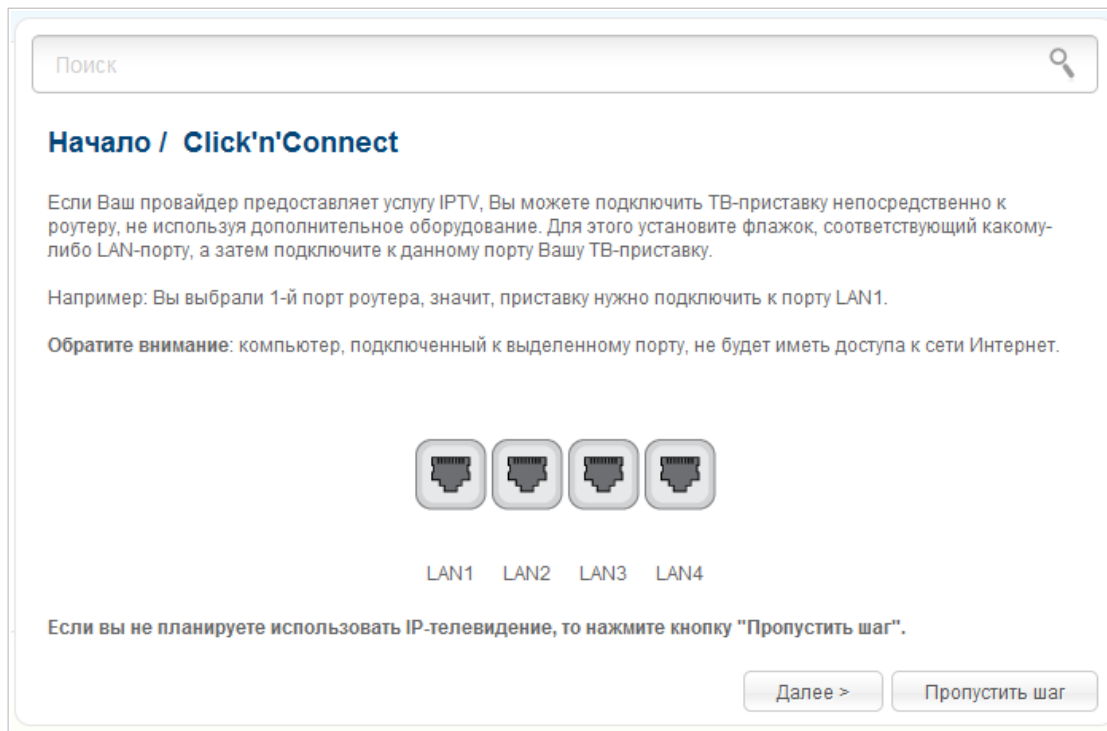 Поиск
Начало / Click'n'Connect
Если Ваш провайдер предоставляет услугу IPTV, Вы можете подключить ТВ-приставку непосредственно к
роутеру, не используя дополнительное оборудование. Для этого установите флажок, соответствующий какому-
либо LAN-порту, а затем подключите к данному порту Вашу ТВ-приставку.
Например: Вы выбрали 1-й порт роутера, значит, приставку нужно подключить к порту LAN1.
Обратите внимание: компьютер, подключенный к выделенному порту, не будет иметь доступа к сети Интернет.
LAN1 LAN2 LAN3 LAN4
Если вы не планируете использовать IP-телевидение, то нажмите кнопку "Пропустить шаг".
Далее > Пропустить шаг